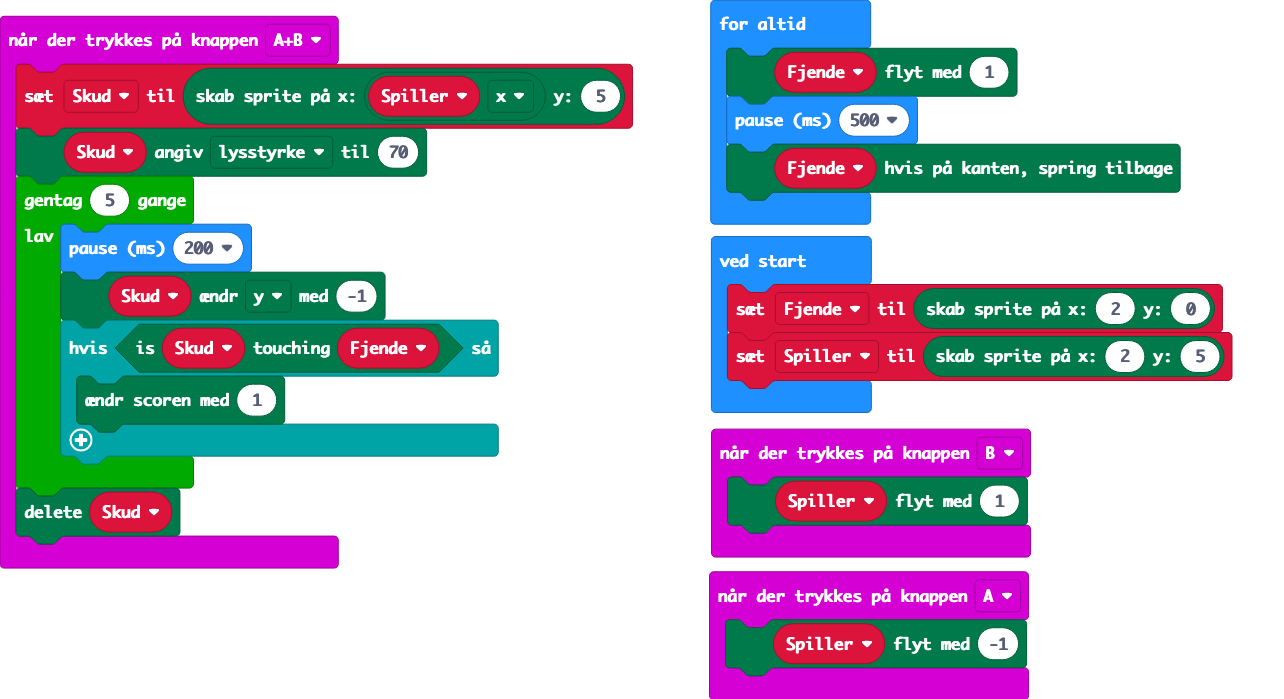 når der trykkes på knappen A+B
sæt Skud til skab sprite på x: Spiller x y: 5
Skud angiv lysstyrke til 70
gentag 5 gange
lav
pause (ms) 200
Skud ændr y med -1
hvis is Skud touching Fjende så
ændr scoren med 1
delete Skud
for altid
Fjende flyt med 1
pause (ms) 500
Fjende hvis på kanten, spring tilbage
ved start
sæt Fjende til skab sprite på x: 2 y: 0
sæt Spiller til skab sprite på x: 2 y: 5
når der trykkes på knappen B
Spiller flyt med 1
når der trykkes på knappen A
Spiller flyt med -1